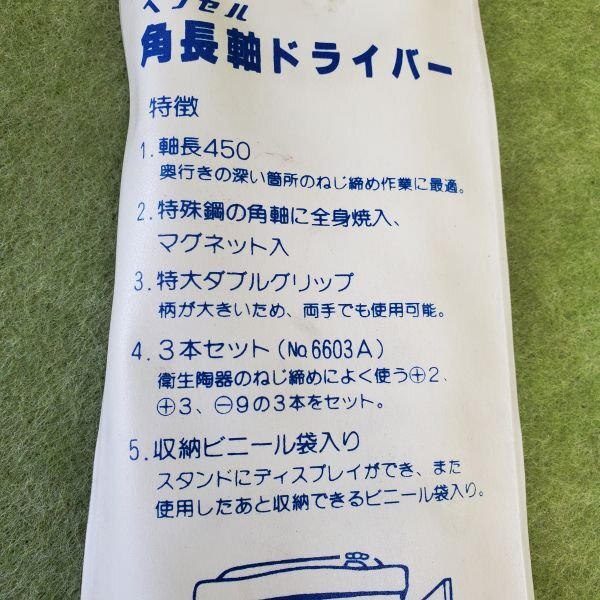 ベッセル
角長軸ドライバー
特徴
1. 軸長450
奥行きの深い箇所のねじ締め作業に最適。
2. 特殊鋼の角軸に全身焼入、
マグネット入
3. 特大ダブルグリップ
柄が大きいため、両手でも使用可能。
4. 3本セット(No.6603A)
衛生陶器のねじ締めによく使う⊕2、
⊕3、⊖9の3本をセット。
5. 収納ビニール袋入り
スタンドにディスプレイができ、また
使用したあと収納できるビニール袋入り。